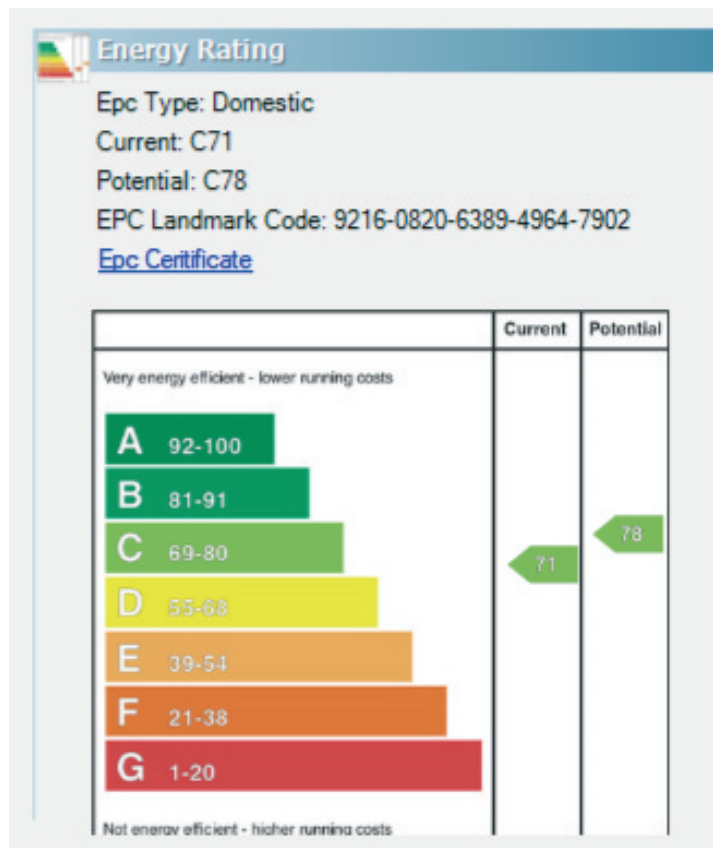 Energy Rating
Epc Type: Domestic
Current: C71
Potential: C78
EPC Landmark Code: 9216-0820-6389-4964-7902
Epc Ceritificate
Current Potential
Very energy efficient - lower running costs
A 92-100
B 81-91
C 69-80
78
71
D 55-68
E 39-54
F 21-38
G 1-20
Not energy efficient - higher running costs